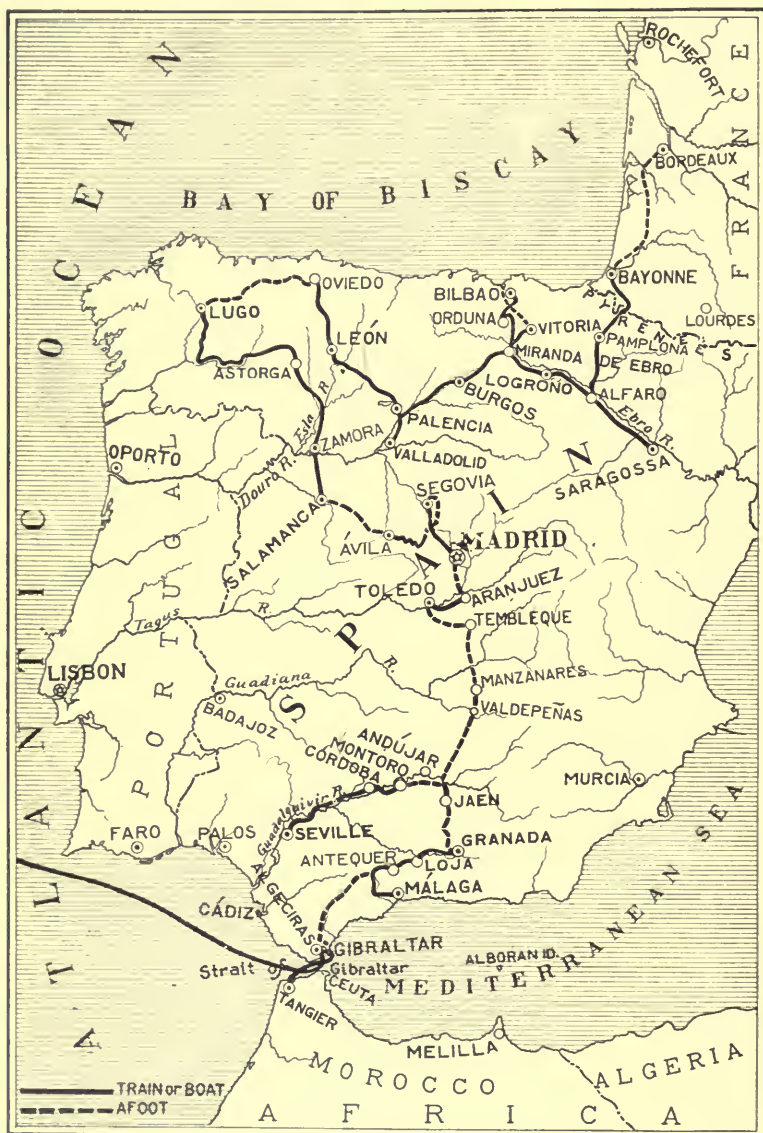 ROCHEFORT
FRANCE
BORDEAUX
BAY OF BISCAY
ATLANTIC OCEAN
BAYONNE
PYRENEES
LOURDES
OVIEDO
LUGO
BILBAO
ORDUNA
VITORIA
PAMPLONA
LEÓN
MIRANDA
DE EBRO
ASTORGA
LOGROÑO
ALFARO
BURGOS
Ebro R.
PALENCIA
Esla R.
ZAMORA
VALLADOLID
SARAGOSSA
OPORTO
Douro R.
SEGOVIA
SPAIN
SALAMANCA
ÁVILA
MADRID
PORTUGAL
TOLEDO
ARANJUEZ
Tagus R.
TEMBLEQUE
LISBON
Guadiana R.
MANZANARES
BADAJOZ
VALDEPEÑAS
ANDÚJAR
MONTORO
CÓRDOBA
MURCIA
Guadalquivir R.
JAEN
SEVILLE
FARO
PALOS
GRANADA
ANTEQUER
LOJA
MÁLAGA
ALGECIRAS
CÁDIZ
GIBRALTAR
ALBORAN ID.
Strait of Gibraltar
MEDITERRANEAN SEA
CEUTA
TANGIER
MELILLA
MOROCCO
ALGERIA
TRAIN or BOAT
AFOOT
AFRICA